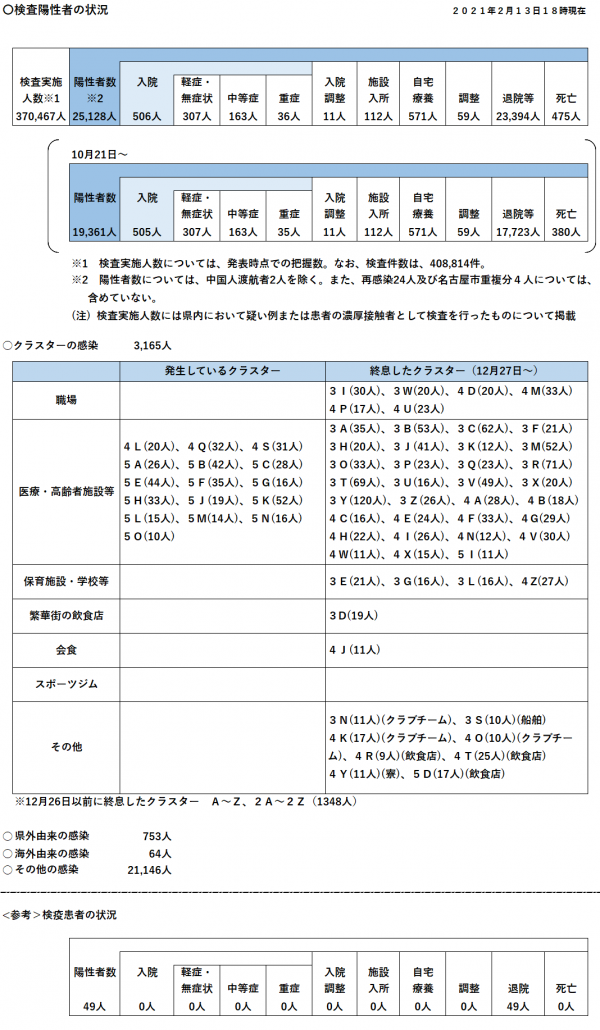 〇検査陽性者の状況
２０２１年２月１３日１８時現在
検査実施人数※1 陽性者数※2 入院 軽症・無症状 中等症 重症 入院調整 施設入所 自宅療養 調整 退院等 死亡
370,467人 25,128人 506人 307人 163人 36人 11人 112人 571人 59人 23,394人 475人
10月21日～
陽性者数 入院 軽症・無症状 中等症 重症 入院調整 施設入所 自宅療養 調整 退院等 死亡
19,361人 505人 307人 163人 35人 11人 112人 571人 59人 17,723人 380人
※1　検査実施人数については、発表時点での把握数。なお、検査件数は、408,814件。
※2　陽性者数については、中国人渡航者2人を除く。また、再感染24人及び名古屋市重複分４人については、
含めていない。
（注）検査実施人数には県内において疑い例または患者の濃厚接触者として検査を行ったものについて掲載
〇クラスターの感染　3,165人
発生しているクラスター 終息したクラスター（12月27日～）
職場
３Ｉ(30人)、３Ｗ(20人)、４Ｄ(20人)、４Ｍ(33人)
４Ｐ(17人)、４Ｕ(23人)
医療・高齢者施設等
４Ｌ(20人)、４Ｑ(32人)、４Ｓ(31人)
５Ａ(26人)、５Ｂ(42人)、５Ｃ(28人)
５Ｅ(44人)、５Ｆ(35人)、５Ｇ(16人)
５Ｈ(33人)、５Ｊ(19人)、５Ｋ(52人)
５Ｌ(15人)、５Ｍ(14人)、５Ｎ(16人)
５Ｏ(10人)
３Ａ(35人)、３Ｂ(53人)、３Ｃ(62人)、３Ｆ(21人)
３Ｈ(20人)、３Ｊ(41人)、３Ｋ(12人)、３Ｍ(52人)
３Ｏ(33人)、３Ｐ(23人)、３Ｑ(23人)、３Ｒ(71人)
３Ｔ(69人)、３Ｕ(16人)、３Ｖ(49人)、３Ｘ(20人)
３Ｙ(120人)、３Ｚ(26人)、４Ａ(28人)、４Ｂ(18人)
４Ｃ(16人)、４Ｅ(24人)、４Ｆ(33人)、４Ｇ(29人)
４Ｈ(22人)、４Ｉ(26人)、４Ｎ(12人)、４Ｖ(30人)
４Ｗ(11人)、４Ｘ(15人)、５Ｉ(11人)
保育施設・学校等
３Ｅ(21人)、３Ｇ(16人)、３Ｌ(16人)、４Ｚ(27人)
繁華街の飲食店
３Ｄ(19人)
会食
４Ｊ(11人)
スポーツジム
その他
３Ｎ(11人)(クラブチーム)、３Ｓ(10人)(船舶)
４Ｋ(17人)(クラブチーム)、４Ｏ(10人)(クラブチー
ム)、４Ｒ(9人)(飲食店)、４Ｔ(25人)(飲食店)
４Ｙ(11人)(寮)、５Ｄ(17人)(飲食店)
※12月26日以前に終息したクラスター　Ａ～Ｚ、２Ａ～２Ｚ（1348人）
〇 県外由来の感染　753人
〇 海外由来の感染　64人
〇 その他の感染　21,146人
<参考＞検疫患者の状況
陽性者数 入院 軽症・無症状 中等症 重症 入院調整 施設入所 自宅療養 調整 退院 死亡
49人 0人 0人 0人 0人 0人 0人 0人 0人 49人 0人